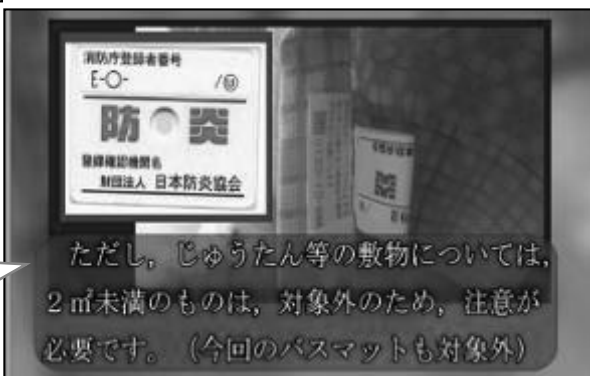 消防庁登録者番号
E-○- /㊞
防 炎
登録確認機関名
財団法人 日本防炎協会
ただし,じゅうたん等の敷物については,
2㎡未満のものは,対象外のため,注意が
必要です。(今回のバスマットも対象外)